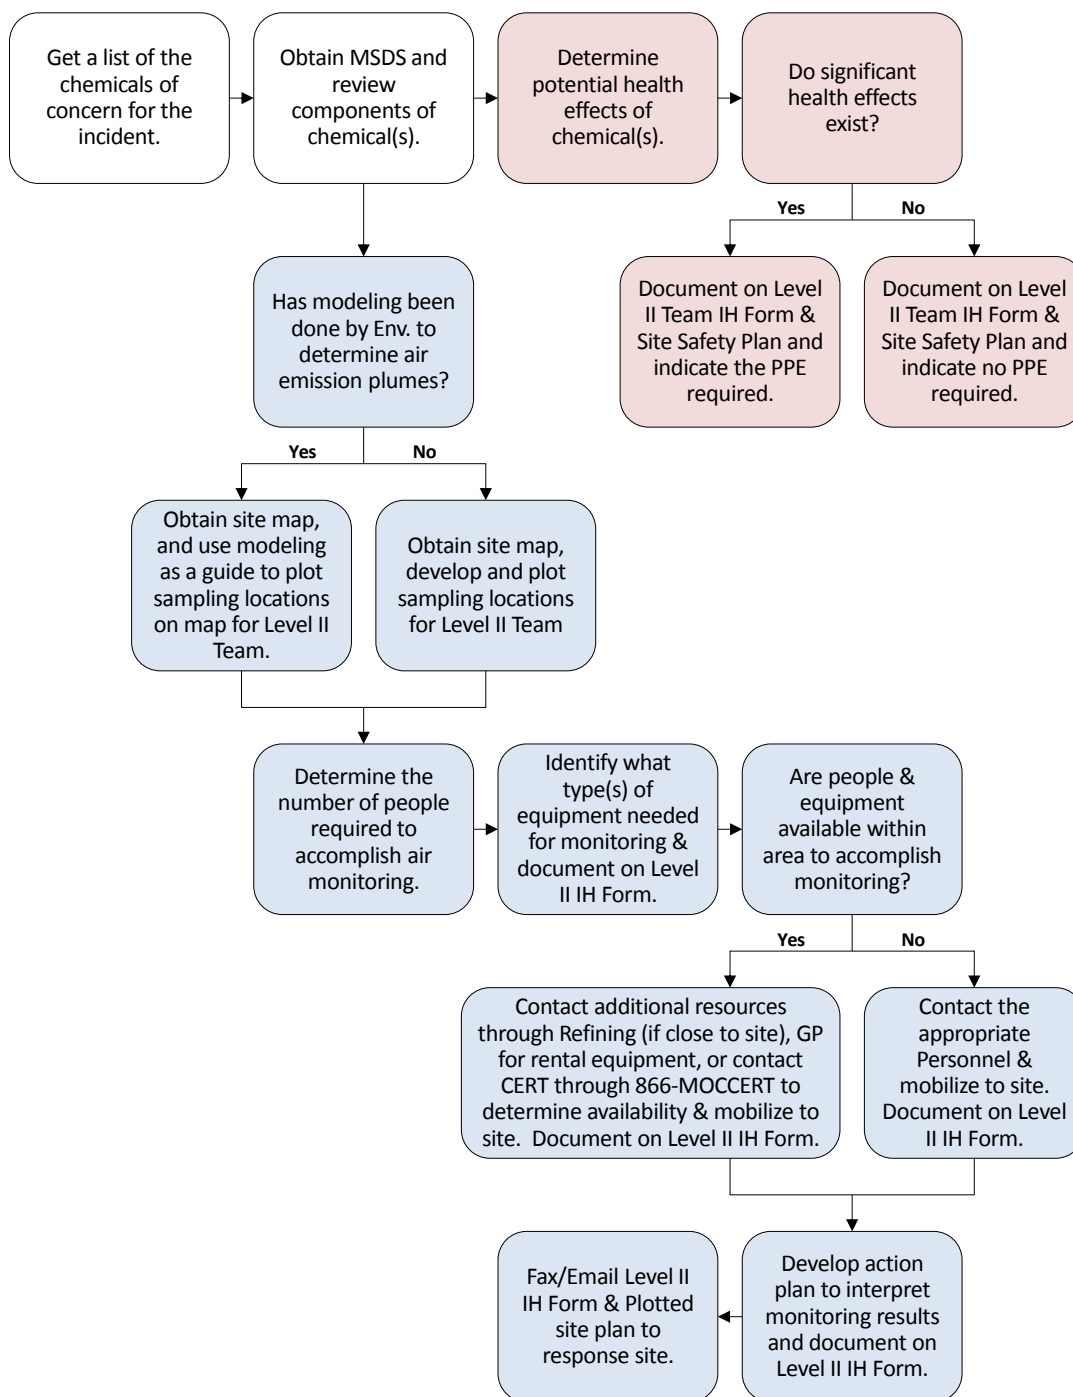 Get a list of the
chemicals of
concern for the
incident.
Obtain MSDS and
review
components of
chemical(s).
Determine
potential health
effects of
chemical(s).
Do significant
health effects
exist?
Yes
No
Document on Level
II Team IH Form &
Site Safety Plan and
indicate the PPE
required.
Document on Level
II Team IH Form &
Site Safety Plan and
indicate no PPE
required.
Has modeling been
done by Env. to
determine air
emission plumes?
Yes
No
Obtain site map,
and use modeling
as a guide to plot
sampling locations
on map for Level II
Team.
Obtain site map,
develop and plot
sampling locations
for Level II Team
Determine the
number of people
required to
accomplish air
monitoring.
Identify what
type(s) of
equipment needed
for monitoring &
document on Level
II IH Form.
Are people &
equipment
available within
area to accomplish
monitoring?
Yes
No
Contact additional resources
through Refining (if close to site), GP
for rental equipment, or contact
CERT through 866-MOCCERT to
determine availability & mobilize to
site.  Document on Level II IH Form.
Contact the
appropriate
Personnel &
mobilize to site.
Document on Level
II IH Form.
Develop action
plan to interpret
monitoring results
and document on
Level II IH Form.
Fax/Email Level II
IH Form & Plotted
site plan to
response site.